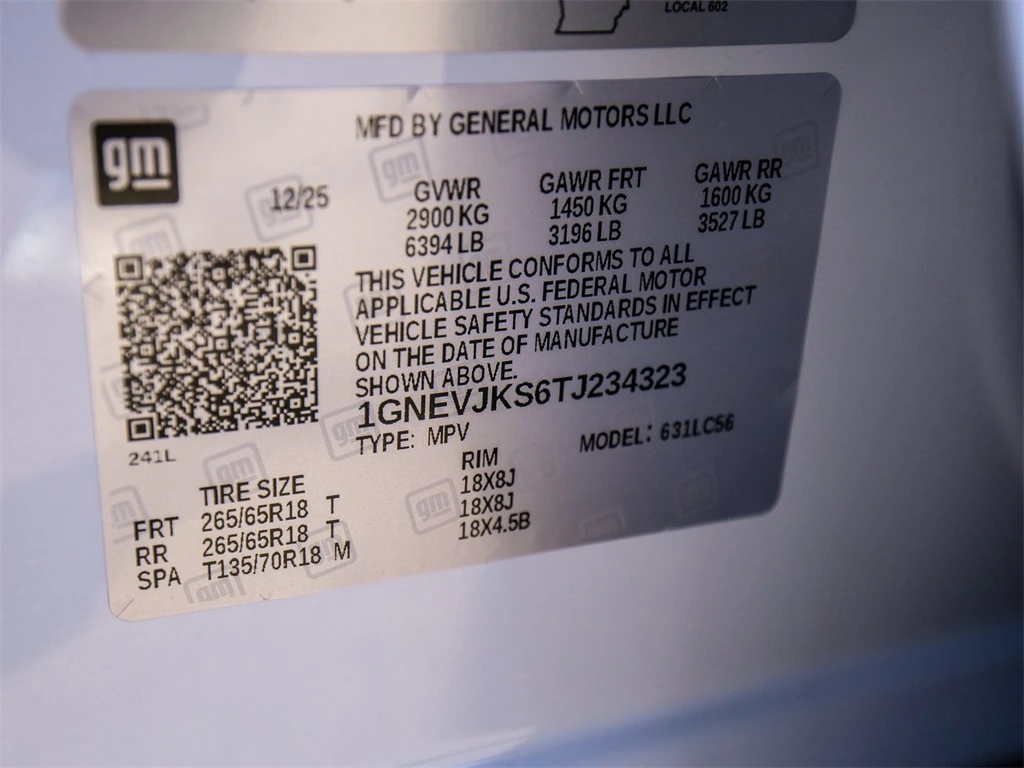 LOCAL 602
gm
MFD BY GENERAL MOTORS LLC
12/25
GVWR GAWR FRT GAWR RR
2900 KG 1450 KG 1600 KG
6394 LB 3196 LB 3527 LB
THIS VEHICLE CONFORMS TO ALL
APPLICABLE U.S. FEDERAL MOTOR
VEHICLE SAFETY STANDARDS IN EFFECT
ON THE DATE OF MANUFACTURE
SHOWN ABOVE.
1GNEVJKS6TJ234323
TYPE: MPV MODEL: 631LC56
241L
TIRE SIZE RIM
FRT 265/65R18 T 18X8J
RR 265/65R18 T 18X8J
SPA T135/70R18 M 18X4.5B